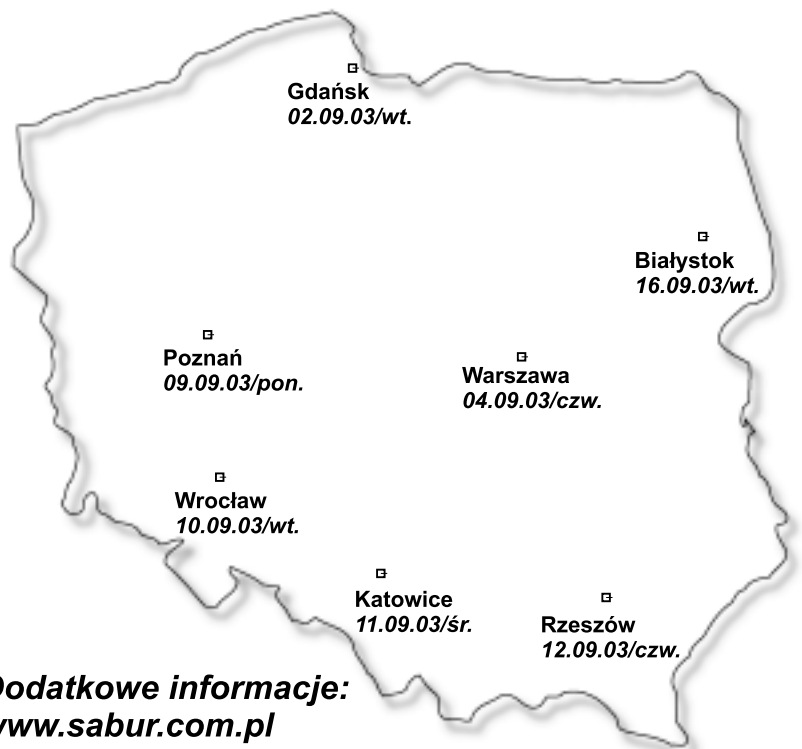 Gdańsk
02.09.03/wt.
Białystok
16.09.03/wt.
Poznań
09.09.03/pon.
Warszawa
04.09.03/czw.
Wrocław
10.09.03/wt.
Katowice
11.09.03/śr.
Rzeszów
12.09.03/czw.
Dodatkowe informacje:
www.sabur.com.pl